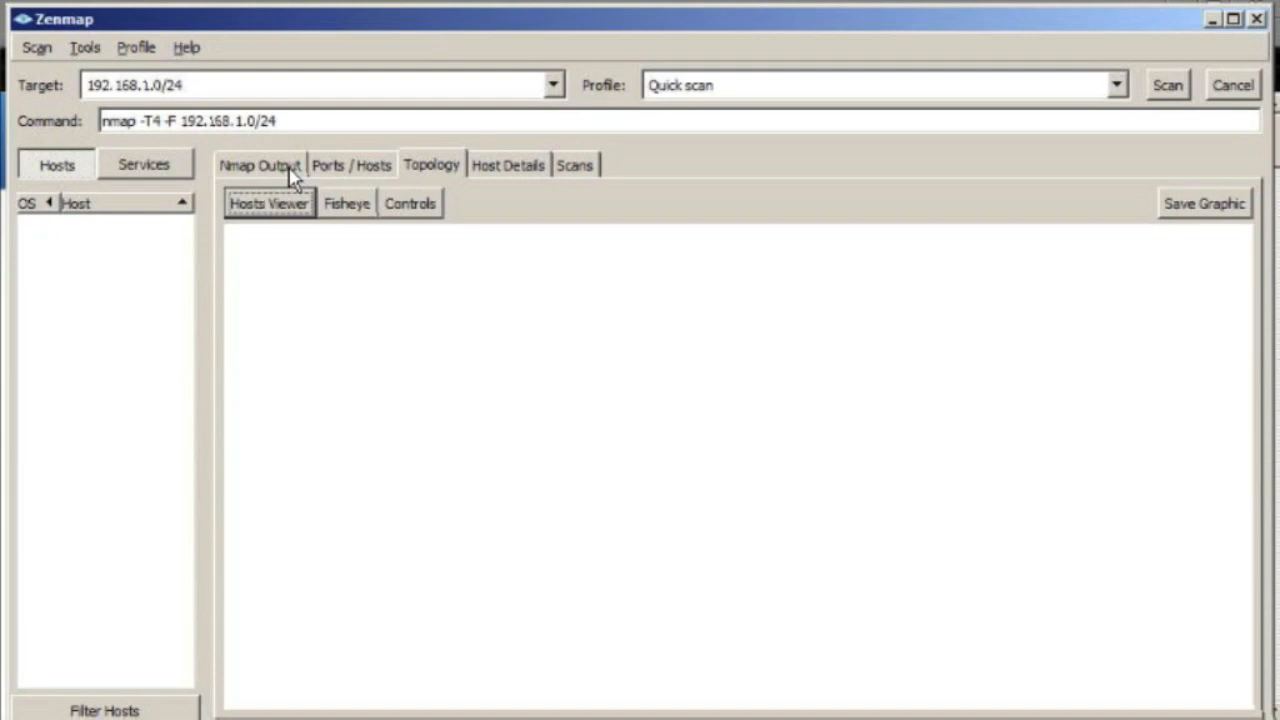 Zenmap
Scan Tools Profile Help
Target: 192.168.1.0/24 Profile: Quick scan Scan Cancel
Command: nmap -T4 -F 192.168.1.0/24
Hosts Services Nmap Output Ports / Hosts Topology Host Details Scans
OS Host Hosts Viewer Fisheye Controls Save Graphic
Filter Hosts